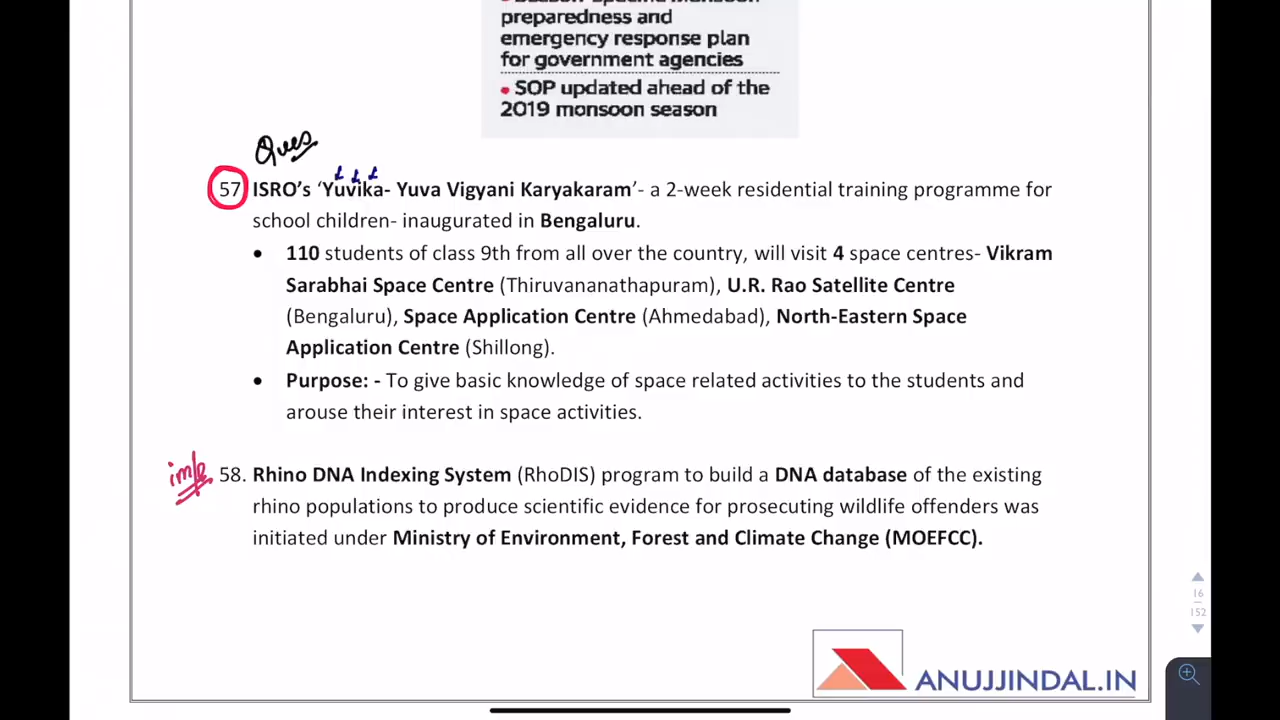 preparedness and
emergency response plan
for government agencies
• SOP updated ahead of the
2019 monsoon season
Ques
57 ISRO's 'Yuvika- Yuva Vigyani Karyakaram'- a 2-week residential training programme for
school children- inaugurated in Bengaluru.
• 110 students of class 9th from all over the country, will visit 4 space centres- Vikram
Sarabhai Space Centre (Thiruvananathapuram), U.R. Rao Satellite Centre
(Bengaluru), Space Application Centre (Ahmedabad), North-Eastern Space
Application Centre (Shillong).
• Purpose: - To give basic knowledge of space related activities to the students and
arouse their interest in space activities.
imp 58. Rhino DNA Indexing System (RhoDIS) program to build a DNA database of the existing
rhino populations to produce scientific evidence for prosecuting wildlife offenders was
initiated under Ministry of Environment, Forest and Climate Change (MOEFCC).
16
152
ANUJJINDAL.IN